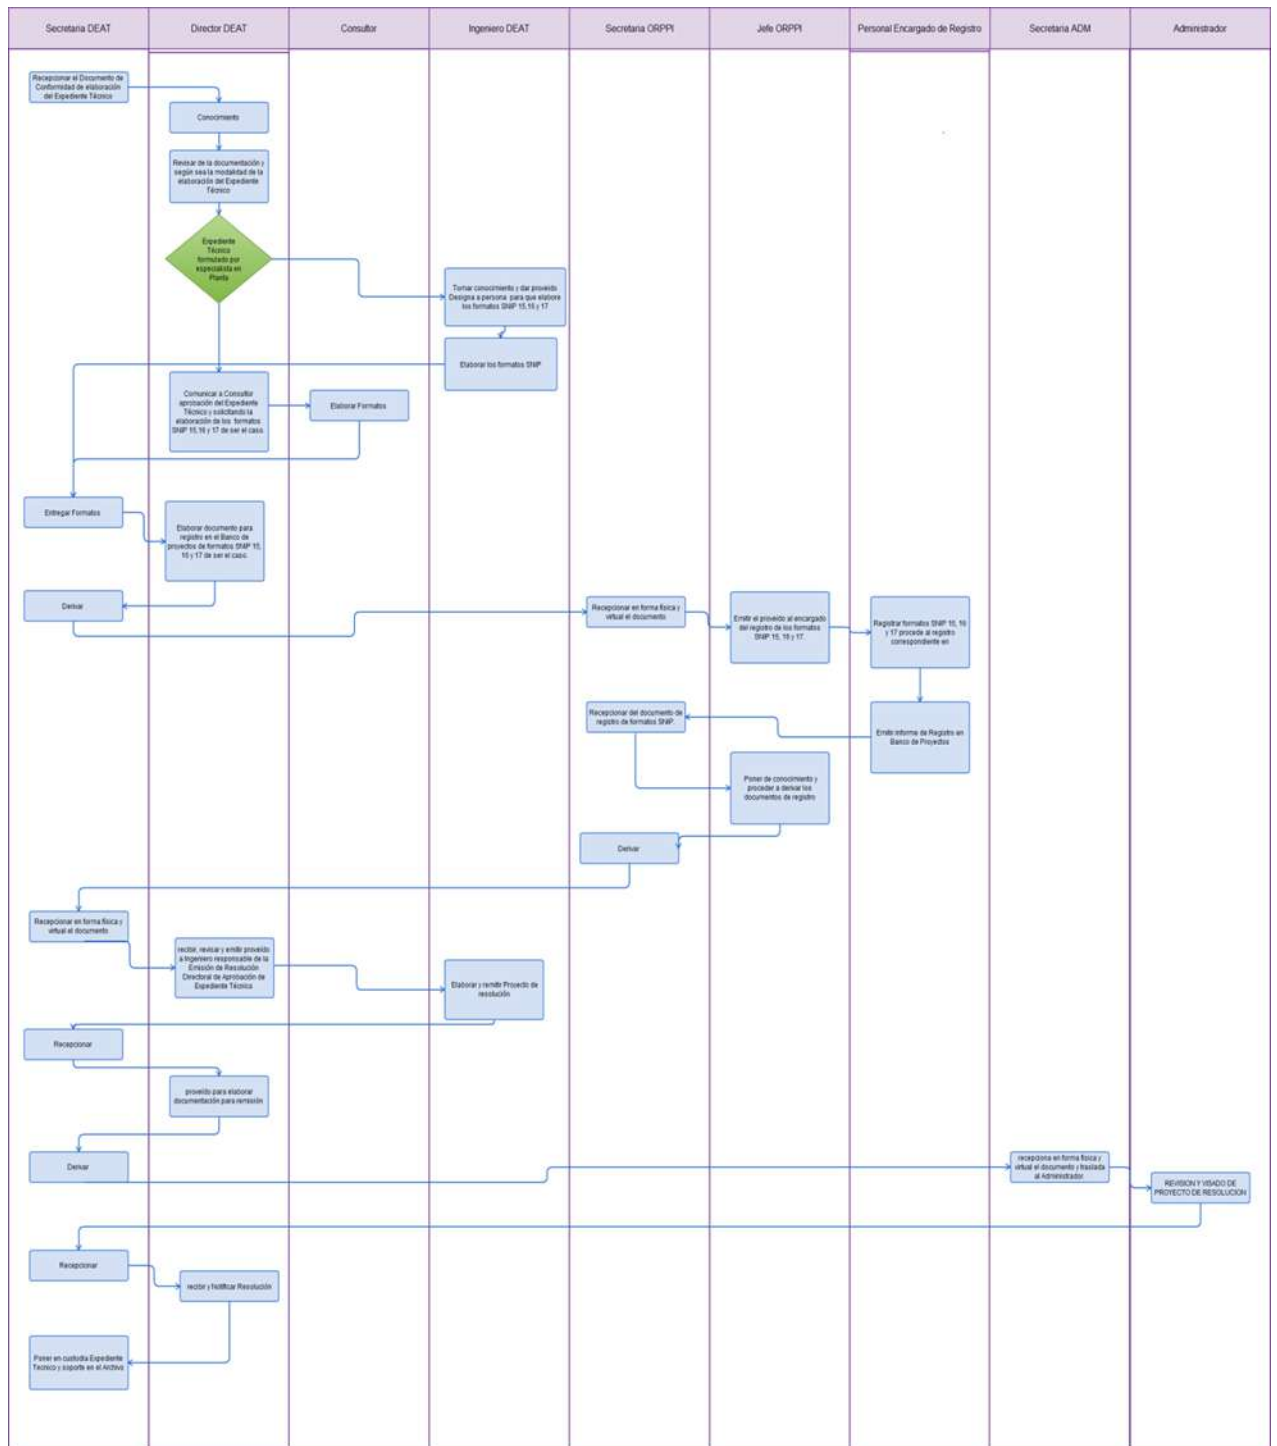 Secretaria DEAT
Director DEAT
Consultor
Ingeniero DEAT
Secretaria ORPPI
Jefe ORPPI
Personal Encargado de Registro
Secretaria ADM
Administrador
Recepcionar el Documento de
Conformidad de elaboración
del Expediente Técnico
Conocimiento
Revisar de la documentación y
según sea la modalidad de la
elaboración del Expediente
Técnico
Expediente
Técnico
formulado por
especialista en
Planta
Tomar conocimiento y dar proveido
Designa a persona para que elabore
los formatos SNIP 15,16 y 17
Elaborar los formatos SNIP
Comunicar a Consultor
aprobación del Expediente
Técnico y solicitando la
elaboración de los formatos
SNIP 15,16 y 17 de ser el caso.
Elaborar Formatos
Entregar Formatos
Elaborar documento para
registro en el Banco de
proyectos de formatos SNIP 15,
16 y 17 de ser el caso.
Derivar
Recepcionar en forma física y
virtual el documento
Emitir el proveido al encargado
del registro de los formatos
SNIP 15, 16 y 17.
Registrar formatos SNIP 15, 16
y 17 procede al registro
correspondiente en
Recepcionar del documento de
registro de formatos SNIP.
Emitir informe de Registro en
Banco de Proyectos
Poner de conocimiento y
proceder a derivar los
documentos de registro
Derivar
Recepcionar en forma física y
virtual el documento
recibir, revisar y emitir proveído
a Ingeniero responsable de la
Emisión de Resolución
Directoral de Aprobación de
Expediente Técnico
Elaborar y remitir Proyecto de
resolución
Recepcionar
proveído para elaborar
documentación para remisión
Derivar
recepciona en forma física y
virtual el documento y traslada
al Administrador.
REVISION Y VISADO DE
PROYECTO DE RESOLUCION
Recepcionar
recibir y Notificar Resolución
Poner en custodia Expediente
Tecnico y soporte en el Archivo